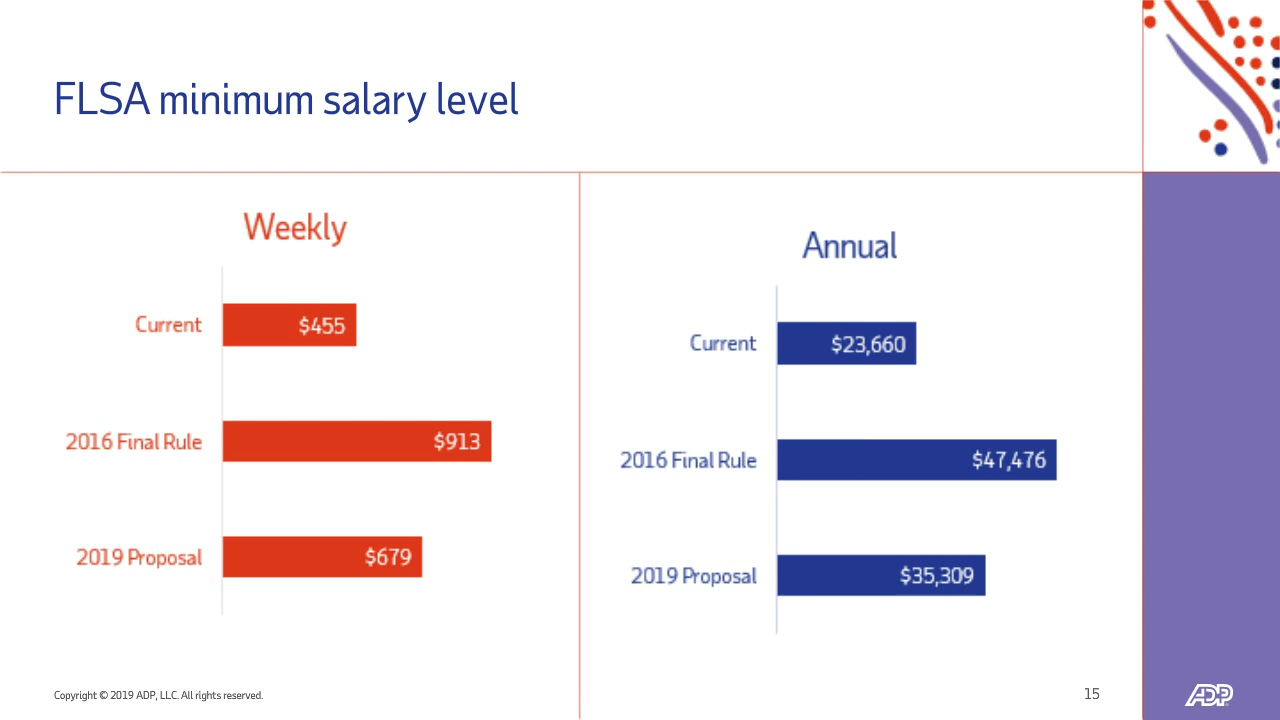 FLSA minimum salary level
Weekly
Current $455
2016 Final Rule $913
2019 Proposal $679
Annual
Current $23,660
2016 Final Rule $47,476
2019 Proposal $35,309
Copyright © 2019 ADP, LLC. All rights reserved.
15
ADP